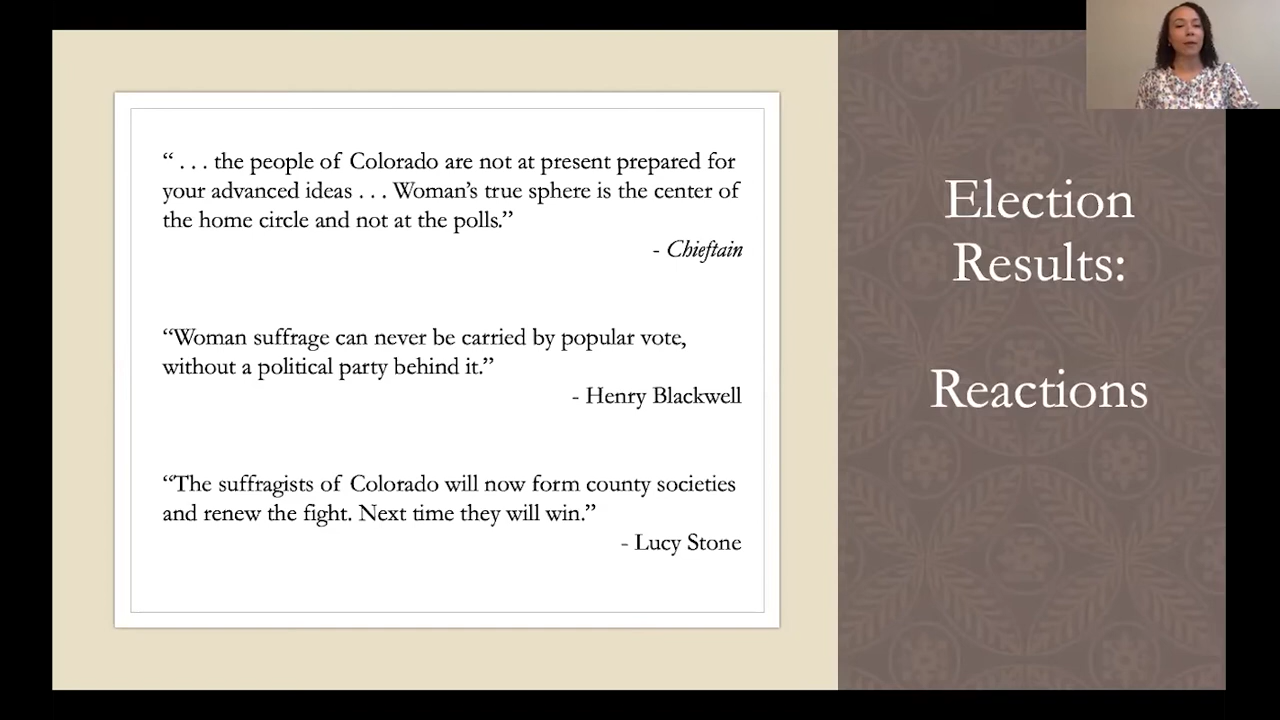 “ . . . the people of Colorado are not at present prepared for
your advanced ideas . . . Woman’s true sphere is the center of
the home circle and not at the polls.”
- Chieftain
“Woman suffrage can never be carried by popular vote,
without a political party behind it.”
- Henry Blackwell
“The suffragists of Colorado will now form county societies
and renew the fight. Next time they will win.”
- Lucy Stone
Election
Results:
Reactions